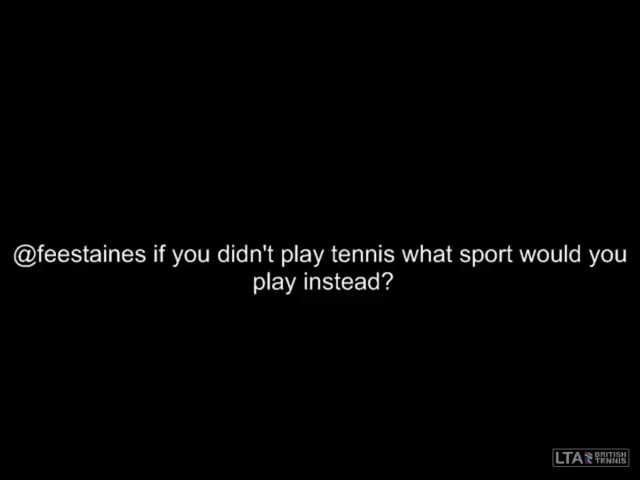 @feestaines if you didn't play tennis what sport would you
play instead?
LTA BRITISH
TENNIS